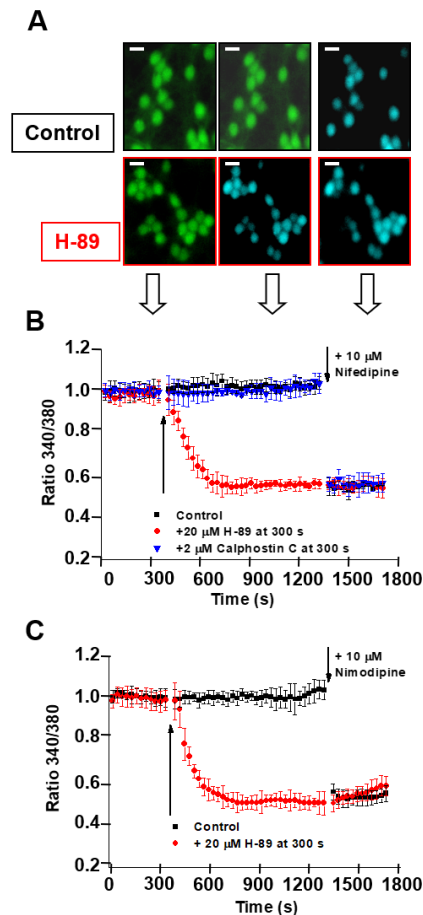 A
Control
H-89
B
1.2
1.0
0.8
0.6
0.4
0.2
Ratio 340/380
+ 10 μM
Nifedipine
Control
+20 μM H-89 at 300 s
+2 μM Calphostin C at 300 s
0 300 600 900 1200 1500 1800
Time (s)
C
1.2
1.0
0.8
0.6
0.4
0.2
Ratio 340/380
+ 10 μM
Nimodipine
Control
+ 20 μM H-89 at 300 s
0 300 600 900 1200 1500 1800
Time (s)